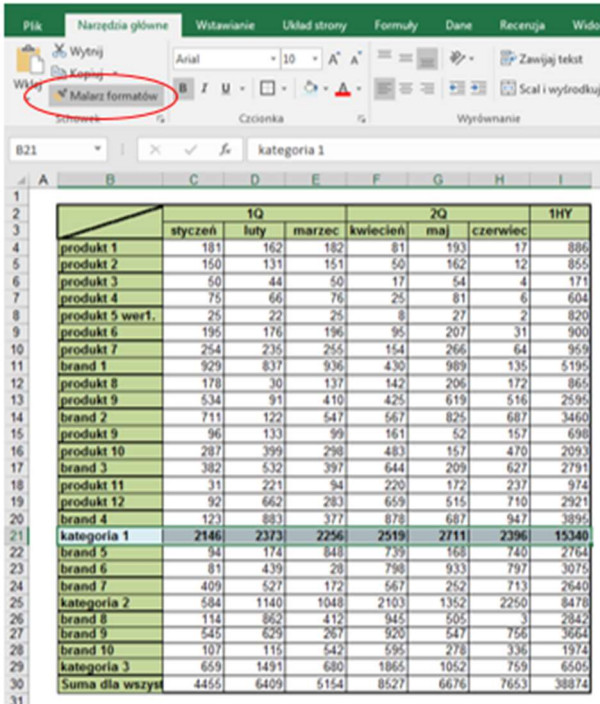 Plik Narzędzia główne Wstawianie Układ strony Formuły Dane Recenzja Wido
Wytnij
Kopiuj
Wklej
Malarz formatów
Schowek
Arial 10
B I U
Czcionka
Zawijaj tekst
Scal i wyśrodkuj
Wyrównanie
B21 fx kategoria 1
A B C D E F G H I
1
2 1Q 2Q 1HY
3 styczeń luty marzec kwiecień maj czerwiec
4 produkt 1 181 162 182 81 193 17 886
5 produkt 2 150 131 151 50 162 12 855
6 produkt 3 50 44 50 17 54 4 171
7 produkt 4 75 66 76 25 81 6 604
8 produkt 5 wer1. 25 22 25 8 27 2 820
9 produkt 6 195 176 196 95 207 31 900
10 produkt 7 254 235 255 154 266 64 959
11 brand 1 929 837 936 430 989 135 5195
12 produkt 8 178 30 137 142 206 172 865
13 produkt 9 534 91 410 425 619 516 2595
14 brand 2 711 122 547 567 825 687 3460
15 produkt 9 96 133 99 161 52 157 698
16 produkt 10 287 399 298 483 157 470 2093
17 brand 3 382 532 397 644 209 627 2791
18 produkt 11 31 221 94 220 172 237 974
19 produkt 12 92 662 283 659 515 710 2921
20 brand 4 123 883 377 878 687 947 3895
21 kategoria 1 2146 2373 2256 2519 2711 2396 15340
22 brand 5 94 174 848 739 168 740 2764
23 brand 6 81 439 28 798 933 797 3075
24 brand 7 409 527 172 567 252 713 2640
25 kategoria 2 584 1140 1048 2103 1352 2250 8478
26 brand 8 114 862 412 945 505 3 2842
27 brand 9 545 629 267 920 547 756 3664
28 brand 10 107 115 542 595 278 336 1974
29 kategoria 3 659 1491 680 1865 1052 759 6505
30 Suma dla wszyst 4455 6409 5154 8527 6676 7653 38874
31